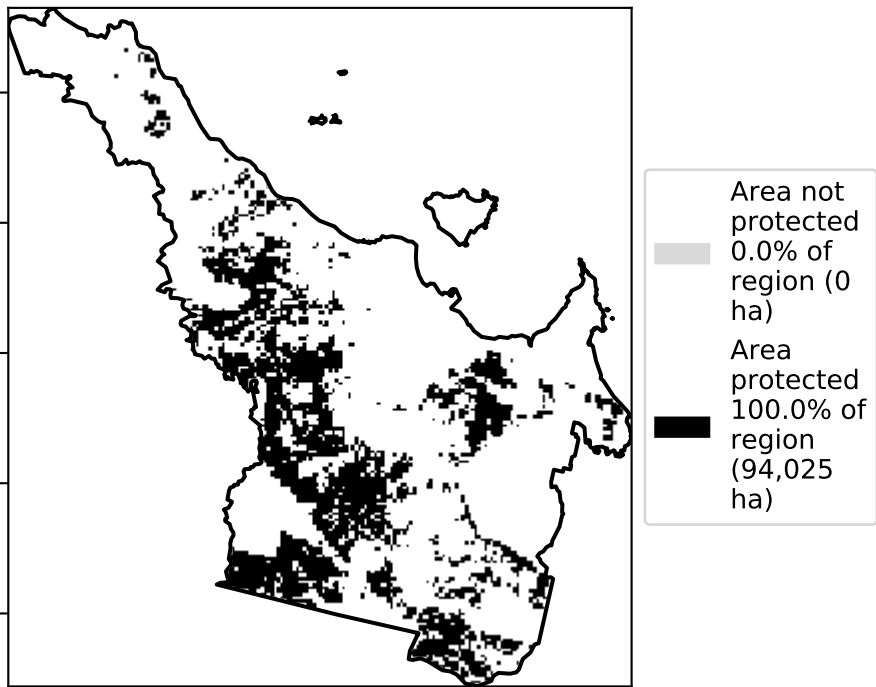 Area not
protected
0.0% of
region (0
ha)
Area
protected
100.0% of
region
(94,025
ha)